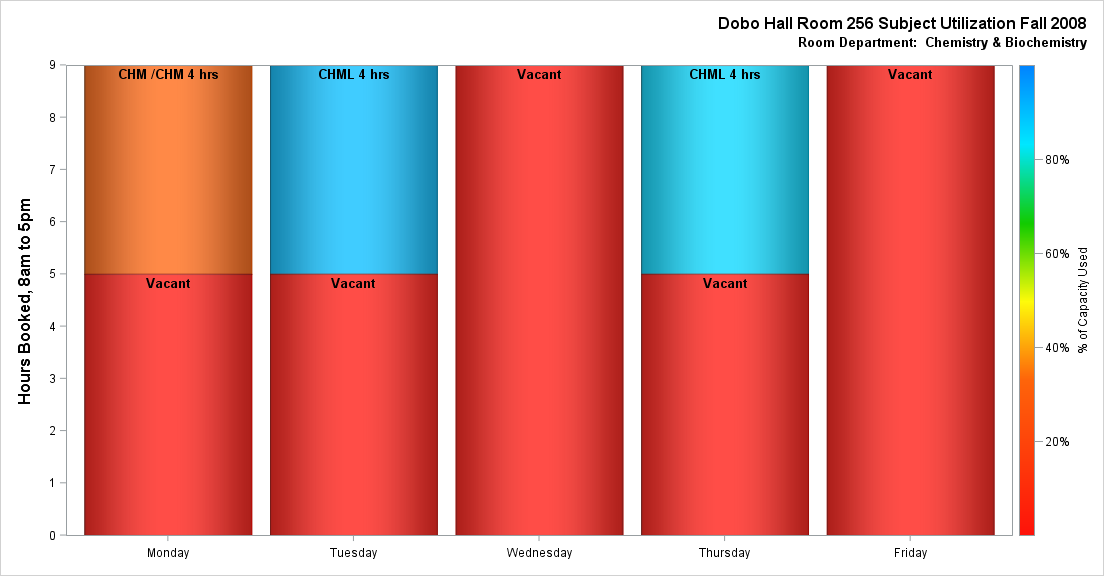 Dobo Hall Room 256 Subject Utilization Fall 2008
Room Department:  Chemistry & Biochemistry
Hours Booked, 8am to 5pm
9
8
7
6
5
4
3
2
1
0
CHM /CHM 4 hrs
CHML 4 hrs
Vacant
CHML 4 hrs
Vacant
Vacant
Vacant
Vacant
Monday
Tuesday
Wednesday
Thursday
Friday
80%
60%
40%
20%
% of Capacity Used